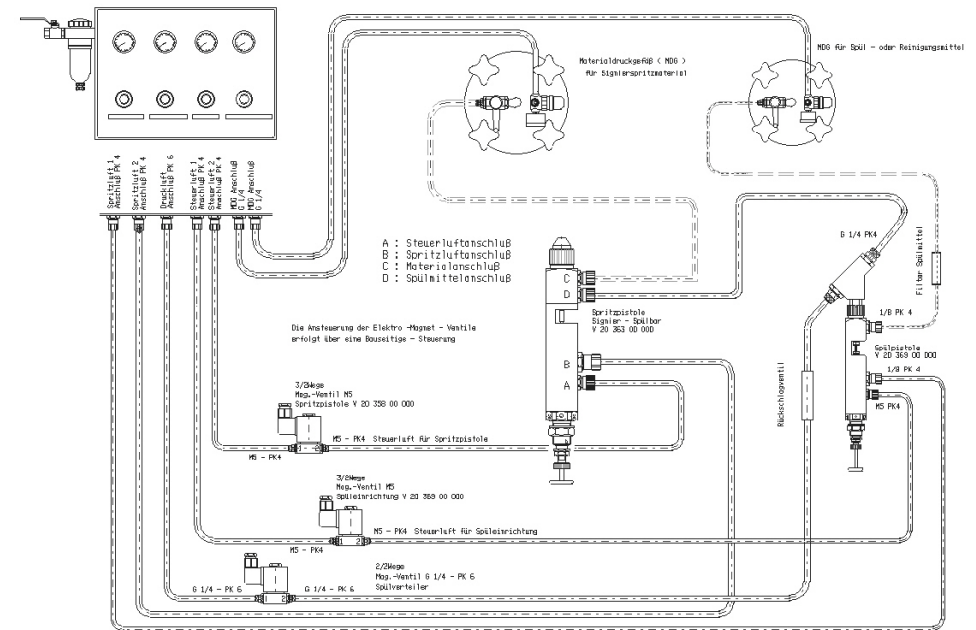 MDG für Spül - oder Reinigungsmittel
Materialdruckgefäß ( MDG )
für Signierspritzmaterial
Spritzluft 1
Anschluß PK 4
Spritzluft 2
Anschluß PK 4
Druckluft
Anschluß PK 6
Steuerluft 1
Anschluß PK 4
Steuerluft 2
Anschluß PK 4
MDG Anschluß
G 1/4
MDG Anschluß
G 1/4
A : Steuerluftanschluß
B : Spritzluftanschluß
C : Materialanschluß
D : Spülmittelanschluß
G 1/4 PK4
Filter Spülmittel
C
D
B
A
Spritzpistole
Signier - Spülbar
V 20 363 00 000
1/8 PK 4
Spülpistole
V 20 369 00 000
1/8 PK 4
M5 PK4
Rückschlagventil
Die Ansteuerung der Elektro -Magnet - Ventile
erfolgt über eine Bauseitige - Steuerung
3/2Wege
Mag.-Ventil M5
Spritzpistole V 20 358 00 000
1 2
M5 - PK4 Steuerluft für Spritzpistole
M5 - PK4
3/2Wege
Mag.-Ventil M5
Spüleinrichtung V 20 369 00 000
1 2
M5 - PK4 Steuerluft für Spüleinrichtung
M5 - PK4
2/2Wege
Mag.-Ventil G 1/4 - PK 6
Spülverteiler
G 1/4 - PK 6
1 2
G 1/4 - PK 6